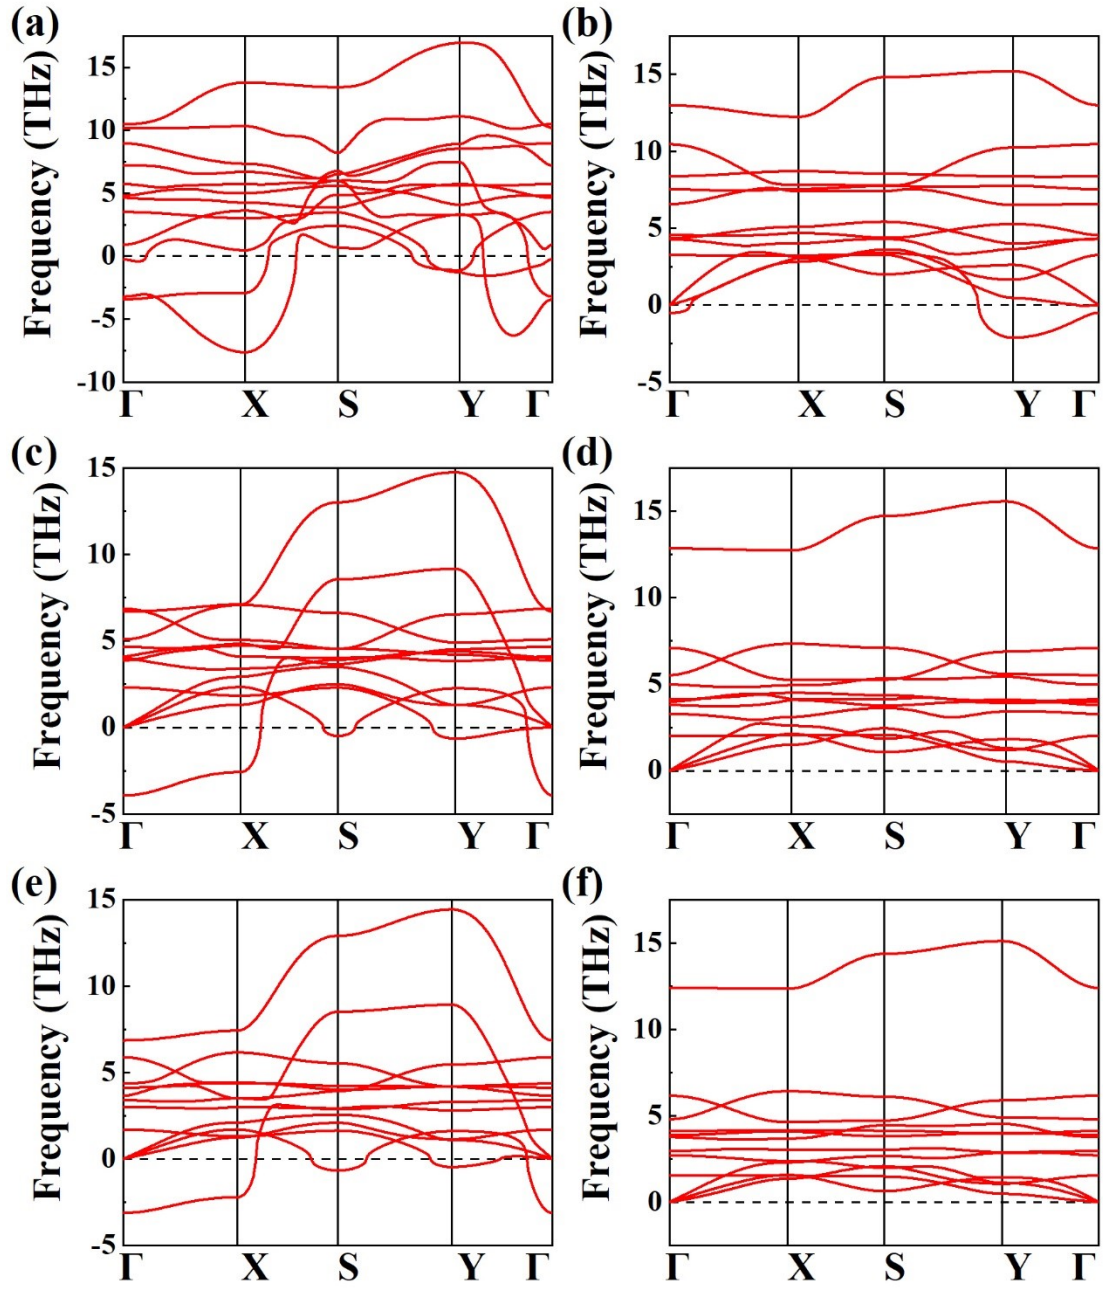 (a)
Frequency (THz)
15
10
5
0
-5
-10
Γ X S Y Γ
(b)
Frequency (THz)
15
10
5
0
-5
Γ X S Y Γ
(c)
Frequency (THz)
15
10
5
0
-5
Γ X S Y Γ
(d)
Frequency (THz)
15
10
5
0
Γ X S Y Γ
(e)
Frequency (THz)
15
10
5
0
-5
Γ X S Y Γ
(f)
Frequency (THz)
15
10
5
0
Γ X S Y Γ